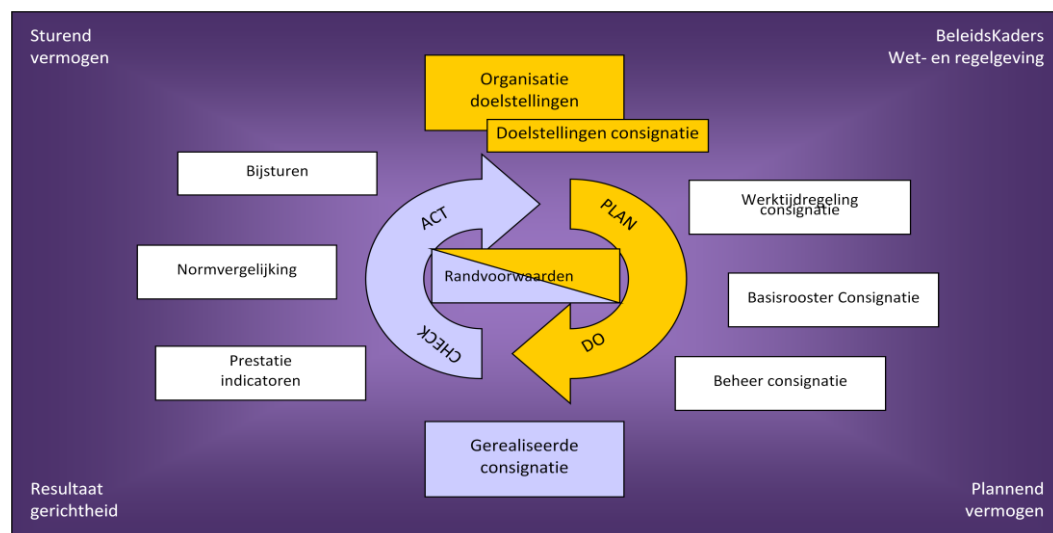 Sturend
vermogen
BeleidsKaders
Wet- en regelgeving
Organisatie
doelstellingen
Doelstellingen consignatie
Bijsturen
ACT
PLAN
Werktijdregeling
consignatie
Normvergelijking
Randvoorwaarden
Basisrooster Consignatie
CHECK
DO
Prestatie
indicatoren
Beheer consignatie
Gerealiseerde
consignatie
Resultaat
gerichtheid
Plannend
vermogen